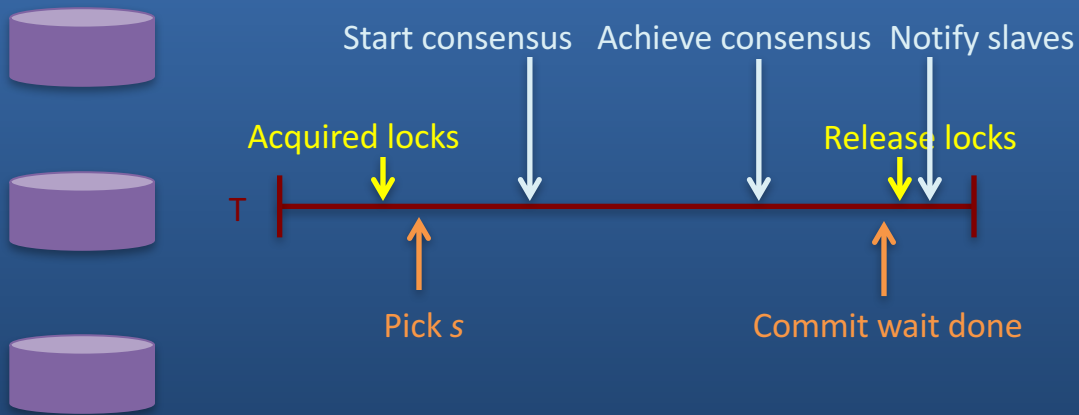 Start consensus Achieve consensus Notify slaves
Acquired locks Release locks
T
Pick s Commit wait done